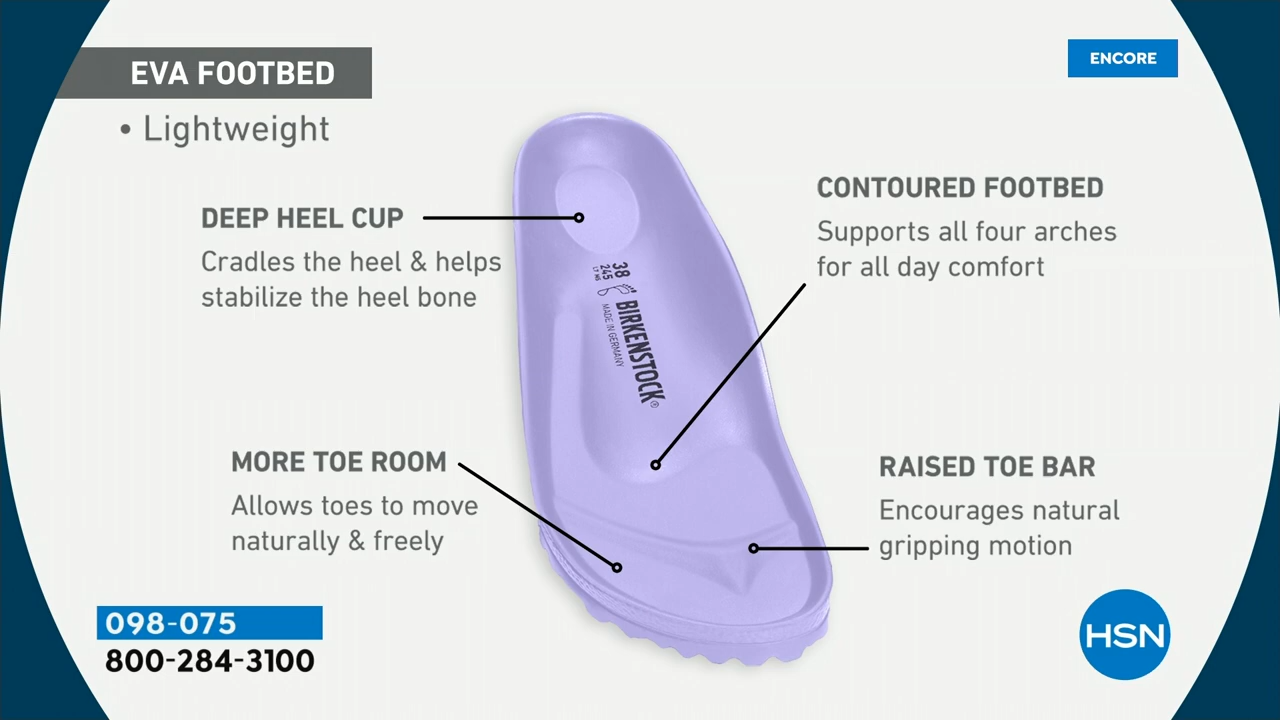 EVA FOOTBED
ENCORE
• Lightweight
DEEP HEEL CUP
Cradles the heel & helps
stabilize the heel bone
CONTOURED FOOTBED
Supports all four arches
for all day comfort
38
245
BIRKENSTOCK®
MADE IN GERMANY
MORE TOE ROOM
Allows toes to move
naturally & freely
RAISED TOE BAR
Encourages natural
gripping motion
098-075
800-284-3100
HSN